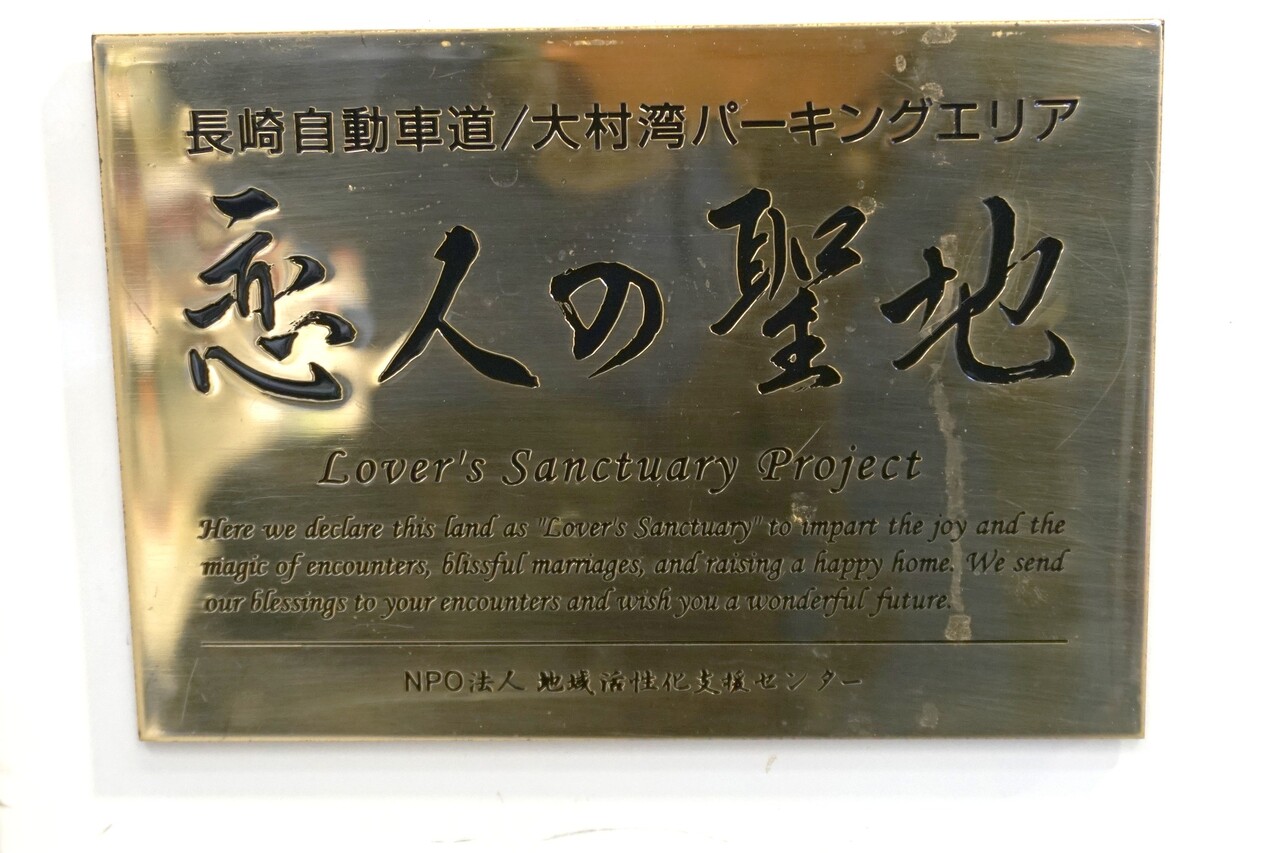 長崎自動車道/大村湾パーキングエリア
恋人の聖地
Lover's Sanctuary Project
Here we declare this land as "Lover's Sanctuary" to impart the joy and the
magic of encounters, blissful marriages, and raising a happy home. We send
our blessings to your encounters and wish you a wonderful future.
NPO法人 地域活性化支援センター